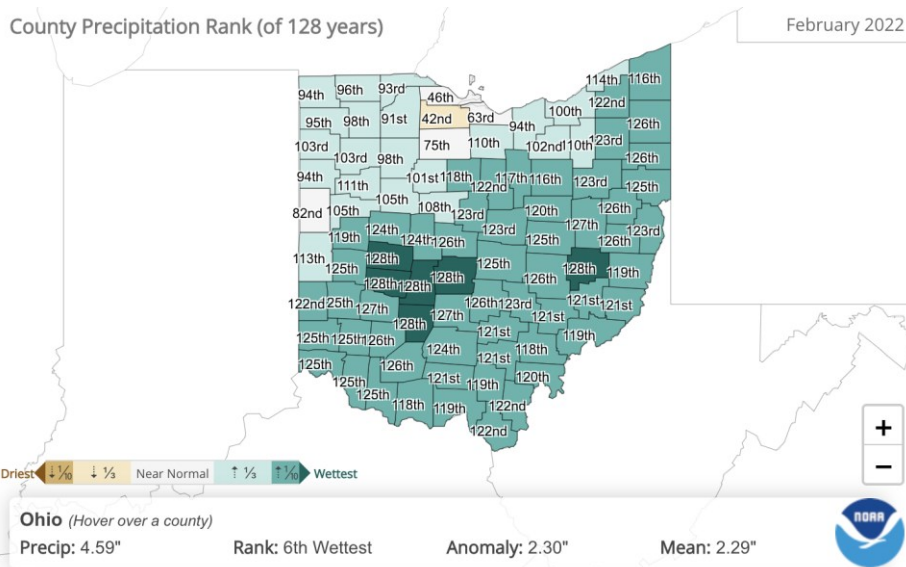 County Precipitation Rank (of 128 years)
February 2022
114th 116th
94th 96th 93rd
46th
122nd
100th
95th 98th 91st 42nd 63rd
94th
126th
103rd
75th 110th 102nd 110th 123rd
103rd 98th
126th
94th
111th
101st 118th 122nd 117th 116th 123rd 125th
105th
82nd 105th 108th 123rd 120th 126th
119th 124th 124th 126th 123rd 125th 127th 126th 123rd
113th
125th 128th 128th 125th 126th 128th 119th
128th 128th
122nd 25th 127th 127th 126th 123rd 121st 121st 121st
128th
125th 125th 126th 124th 121st 118th 119th
125th 126th 121st
125th 121st 119th 120th
125th 118th 119th 122nd
122nd
Driest ↓ 1/10 ↓ 1/3 Near Normal ↑ 1/3 ↑ 1/10 Wettest
+
−
Ohio (Hover over a county)
Precip: 4.59" Rank: 6th Wettest Anomaly: 2.30" Mean: 2.29"
NOAA